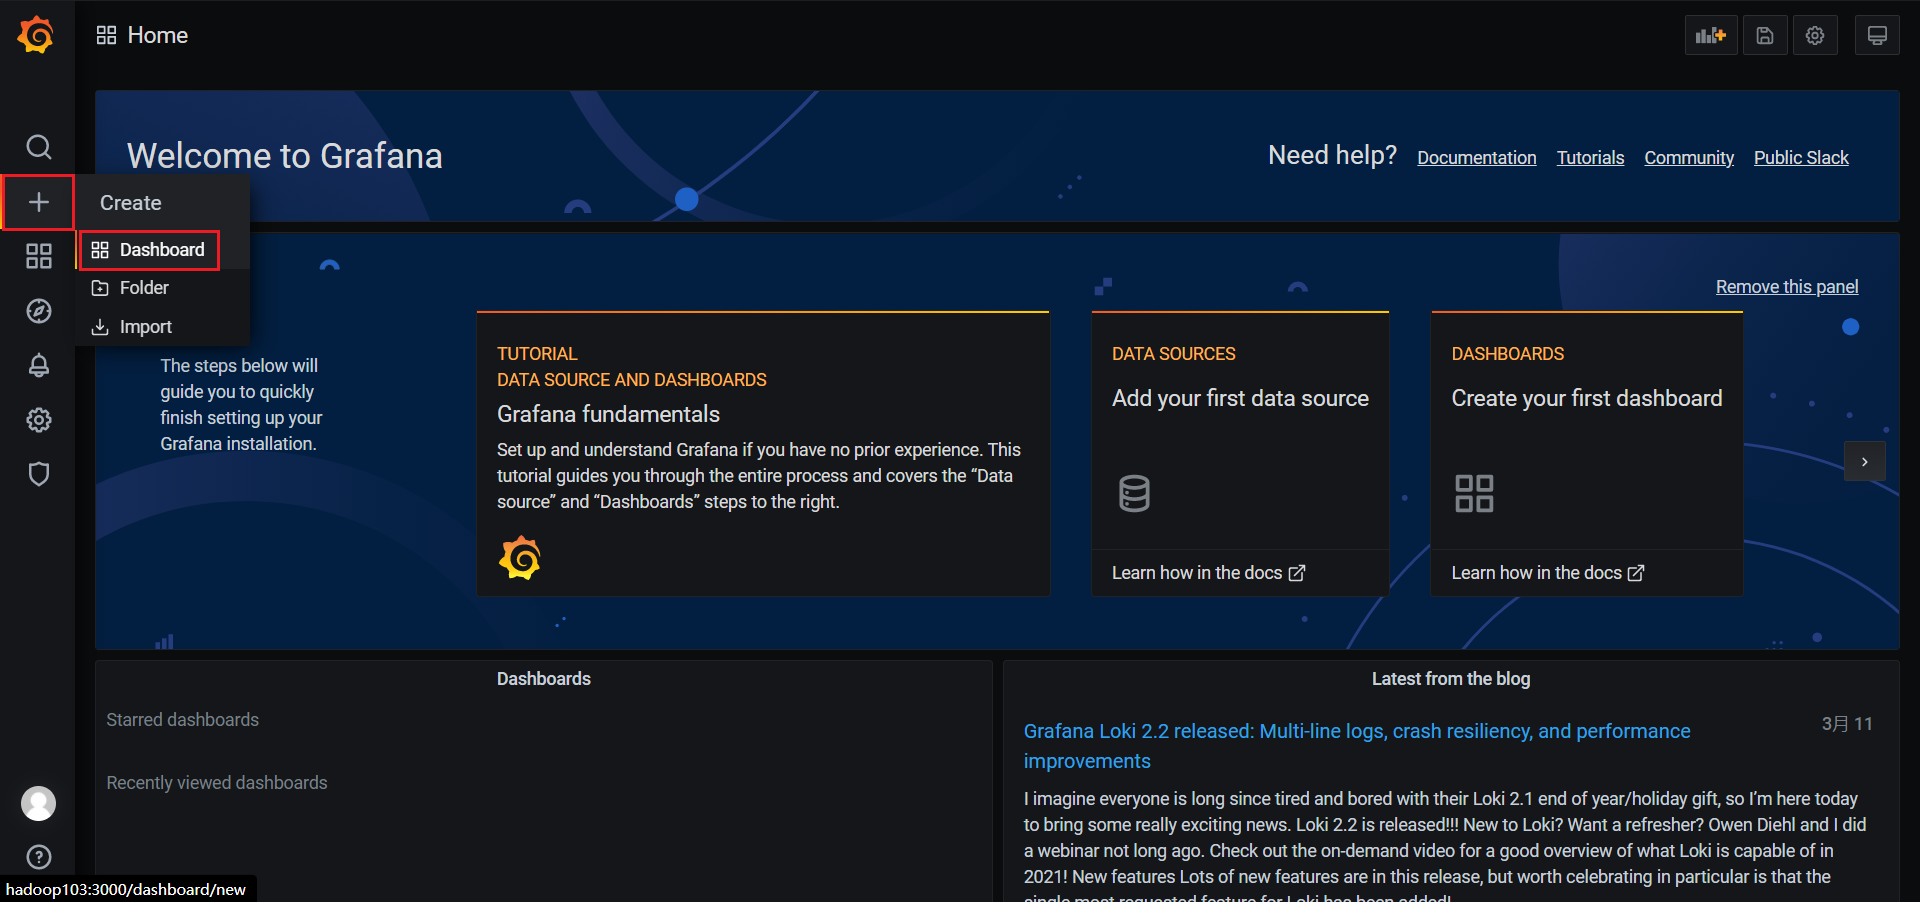 Home
Welcome to Grafana
Need help? Documentation Tutorials Community Public Slack
Create
Dashboard
Folder
Import
Remove this panel
The steps below will
guide you to quickly
finish setting up your
Grafana installation.
TUTORIAL
DATA SOURCE AND DASHBOARDS
Grafana fundamentals
Set up and understand Grafana if you have no prior experience. This
tutorial guides you through the entire process and covers the “Data
source” and “Dashboards” steps to the right.
DATA SOURCES
Add your first data source
Learn how in the docs
DASHBOARDS
Create your first dashboard
Learn how in the docs
Dashboards
Starred dashboards
Recently viewed dashboards
Latest from the blog
Grafana Loki 2.2 released: Multi-line logs, crash resiliency, and performance
improvements
3月 11
I imagine everyone is long since tired and bored with their Loki 2.1 end of year/holiday gift, so I’m here today
to bring some really exciting news. Loki 2.2 is released!!! New to Loki? Want a refresher? Owen Diehl and I did
a webinar not long ago. Check out the on-demand video for a good overview of what Loki is capable of in
2021! New features Lots of new features are in this release, but worth celebrating in particular is that the
single most requested feature for Loki has been added!
hadoop103:3000/dashboard/new